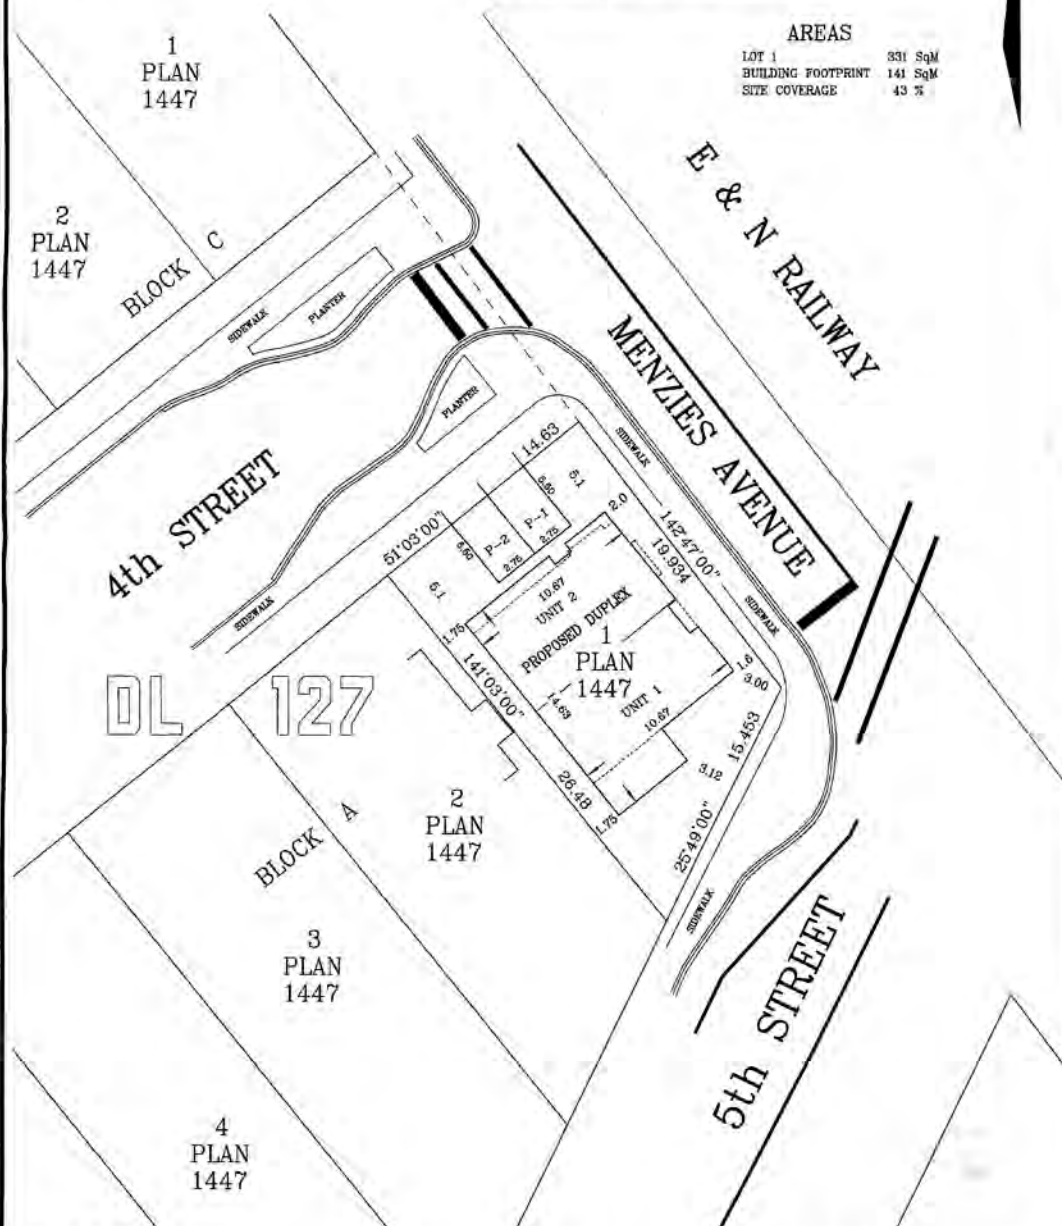 AREAS
LOT 1 331 SqM
BUILDING FOOTPRINT 141 SqM
SITE COVERAGE 43 %
1
PLAN
1447
2
PLAN
1447
BLOCK C
SIDEWALK
PLANTER
E & N RAILWAY
MENZIES AVENUE
PLANTER
SIDEWALK
4th STREET
SIDEWALK
14.63
51°03'00"
5.50
6.1
P-1
2.75
5.50
P-2
2.75
6.1
2.0
142°47'00"
19.934
SIDEWALK
10.67
UNIT 2
PROPOSED DUPLEX
1
PLAN
1447
UNIT 1
14.63
10.67
1.75
141°03'00"
26.48
1.75
1.6
3.00
15.453
3.12
25°49'00"
SIDEWALK
DL 127
BLOCK A
2
PLAN
1447
3
PLAN
1447
4
PLAN
1447
5th STREET